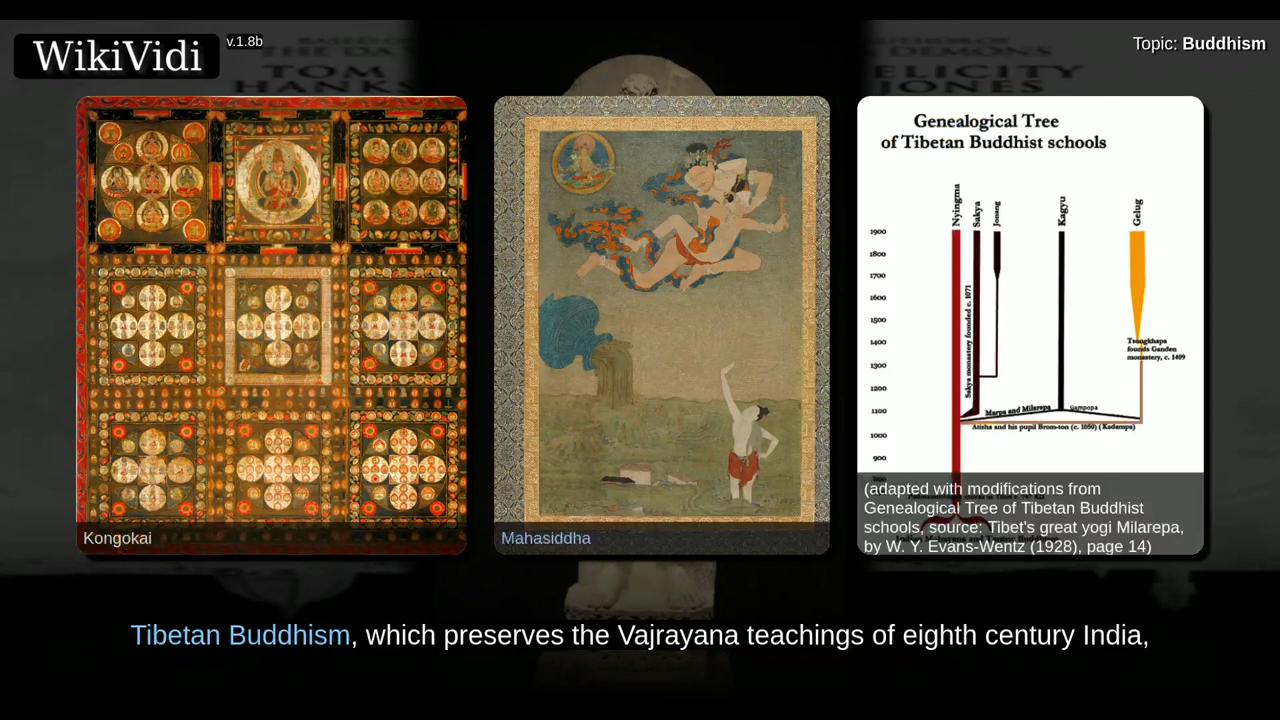 WikiVidi
v.1.8b
Topic: Buddhism
TOM
HANKS
DEMONS
JONES
Kongokai
Mahasiddha
Genealogical Tree
of Tibetan Buddhist schools
Nyingma
Sakya
Jonang
Kagyu
Gelug
1900
1800
1700
1600
1500
1400
1300
1200
1100
1000
900
Sakya monastery founded c. 1071
Marpa and Milarepa
Gampopa
Tsongkhapa
founds Ganden
monastery, c. 1409
Atisha and his pupil Brom-ton (c. 1050) (Kadampa)
(adapted with modifications from
Genealogical Tree of Tibetan Buddhist
schools, source: Tibet's great yogi Milarepa,
by W. Y. Evans-Wentz (1928), page 14)
Tibetan Buddhism, which preserves the Vajrayana teachings of eighth century India,